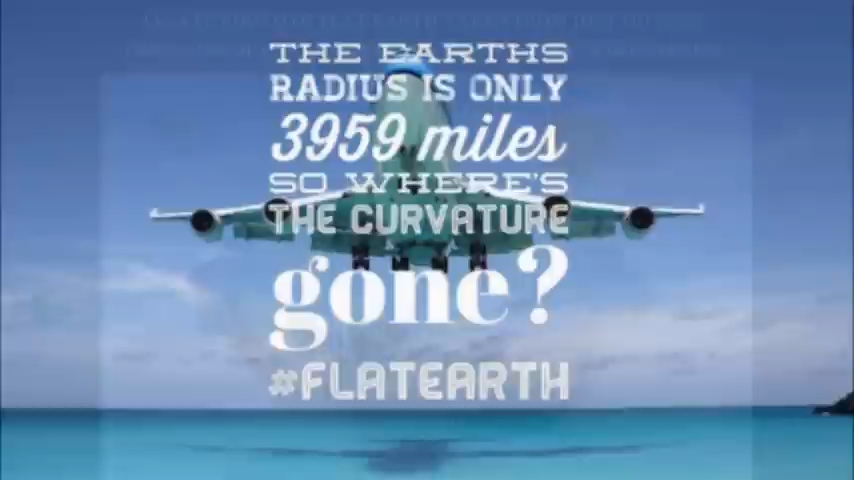 THE EARTHS
RADIUS IS ONLY
3959 miles
SO WHERE'S
THE CURVATURE
gone?
#FLATEARTH